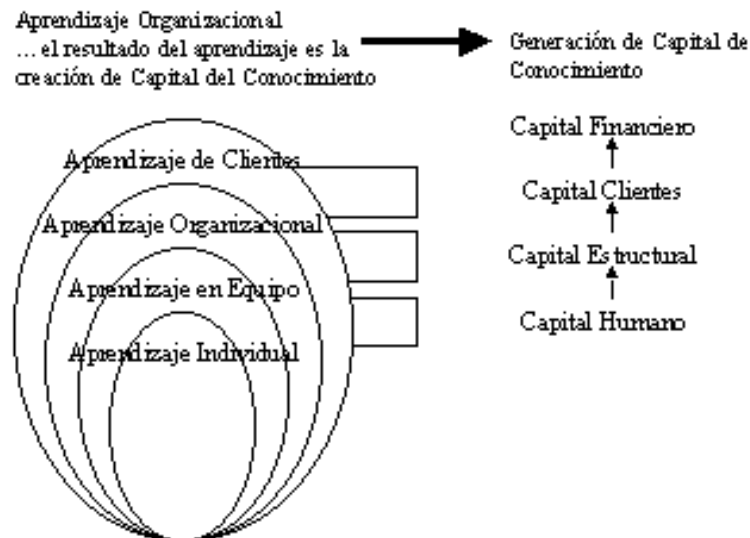 Aprendizaje Organizacional
... el resultado del aprendizaje es la
creación de Capital del Conocimiento
Generación de Capital de
Conocimiento
Aprendizaje de Clientes
Aprendizaje Organizacional
Aprendizaje en Equipo
Aprendizaje Individual
Capital Financiero
Capital Clientes
Capital Estructural
Capital Humano